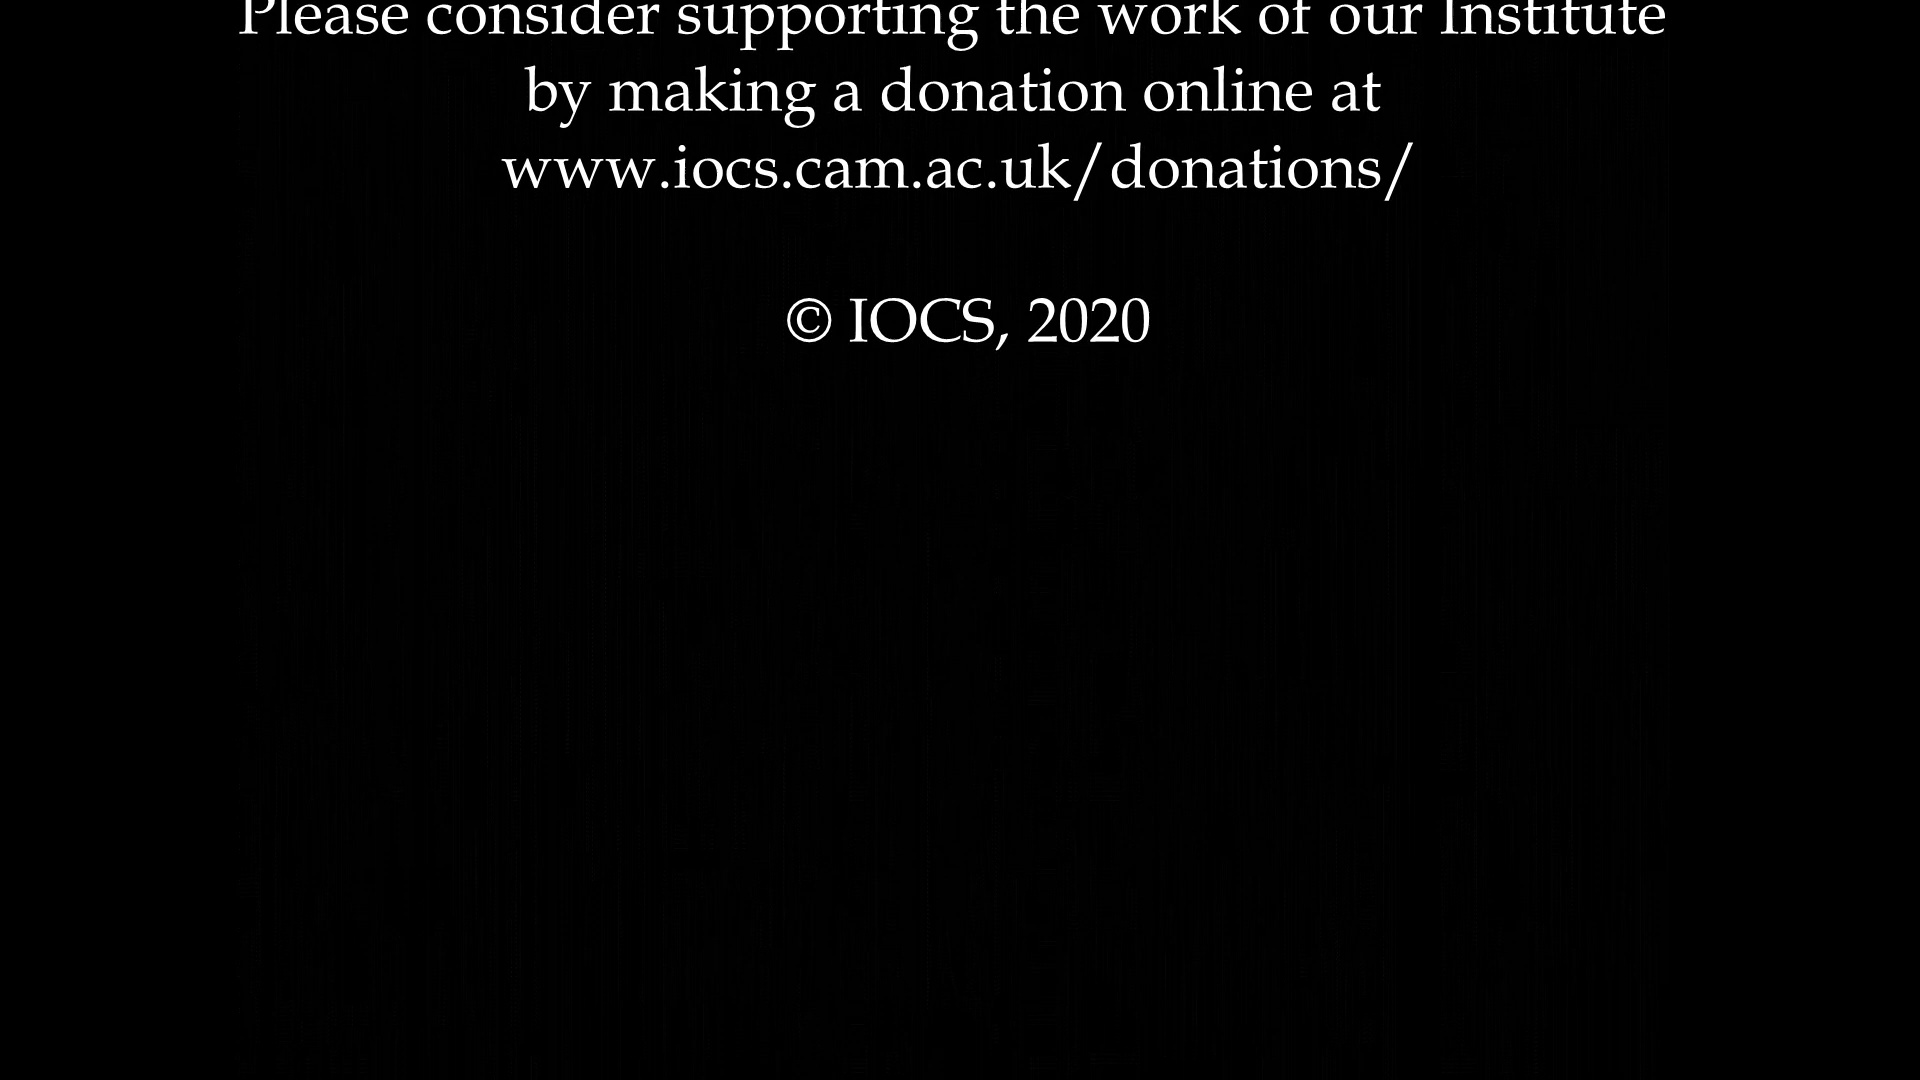 Please consider supporting the work of our Institute
by making a donation online at
www.iocs.cam.ac.uk/donations/
© IOCS, 2020